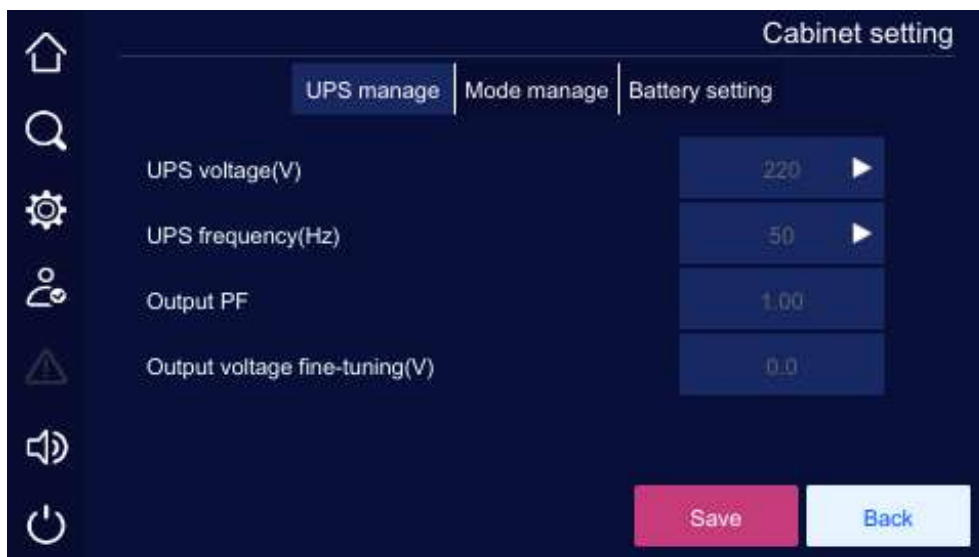 Cabinet setting
UPS manage Mode manage Battery setting
UPS voltage(V) 220
UPS frequency(Hz) 50
Output PF 1.00
Output voltage fine-tuning(V) 0.0
Save Back